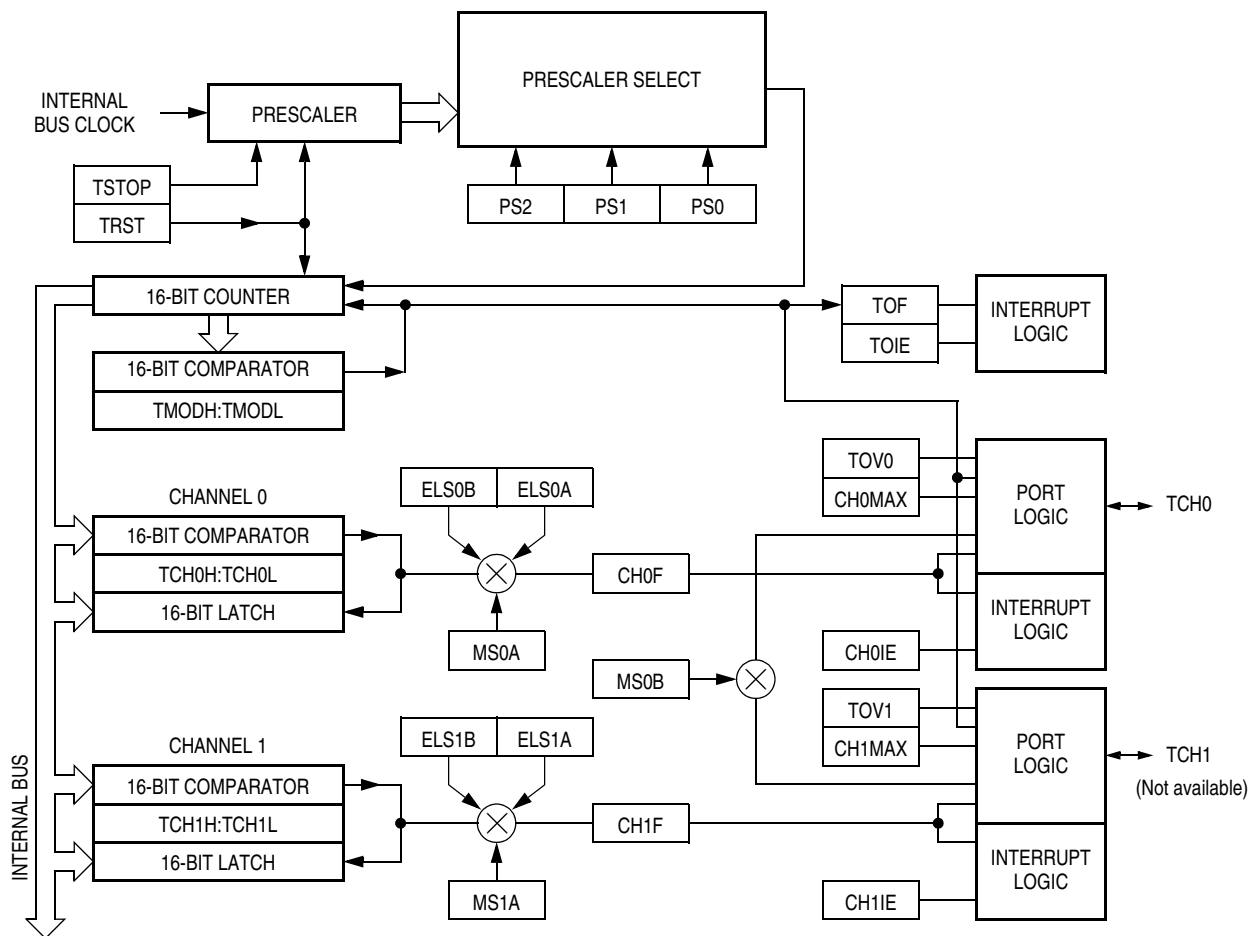 PRESCALER SELECT
INTERNAL
BUS CLOCK
PRESCALER
TSTOP
TRST
PS2
PS1
PS0
16-BIT COUNTER
TOF
TOIE
INTERRUPT
LOGIC
16-BIT COMPARATOR
TMODH:TMODL
TOV0
CH0MAX
PORT
LOGIC
TCH0
CHANNEL 0
ELS0B
ELS0A
16-BIT COMPARATOR
TCH0H:TCH0L
16-BIT LATCH
CH0F
MS0A
INTERRUPT
LOGIC
CH0IE
MS0B
TOV1
CH1MAX
PORT
LOGIC
TCH1
(Not available)
CHANNEL 1
ELS1B
ELS1A
16-BIT COMPARATOR
TCH1H:TCH1L
16-BIT LATCH
CH1F
MS1A
INTERRUPT
LOGIC
CH1IE
INTERNAL BUS